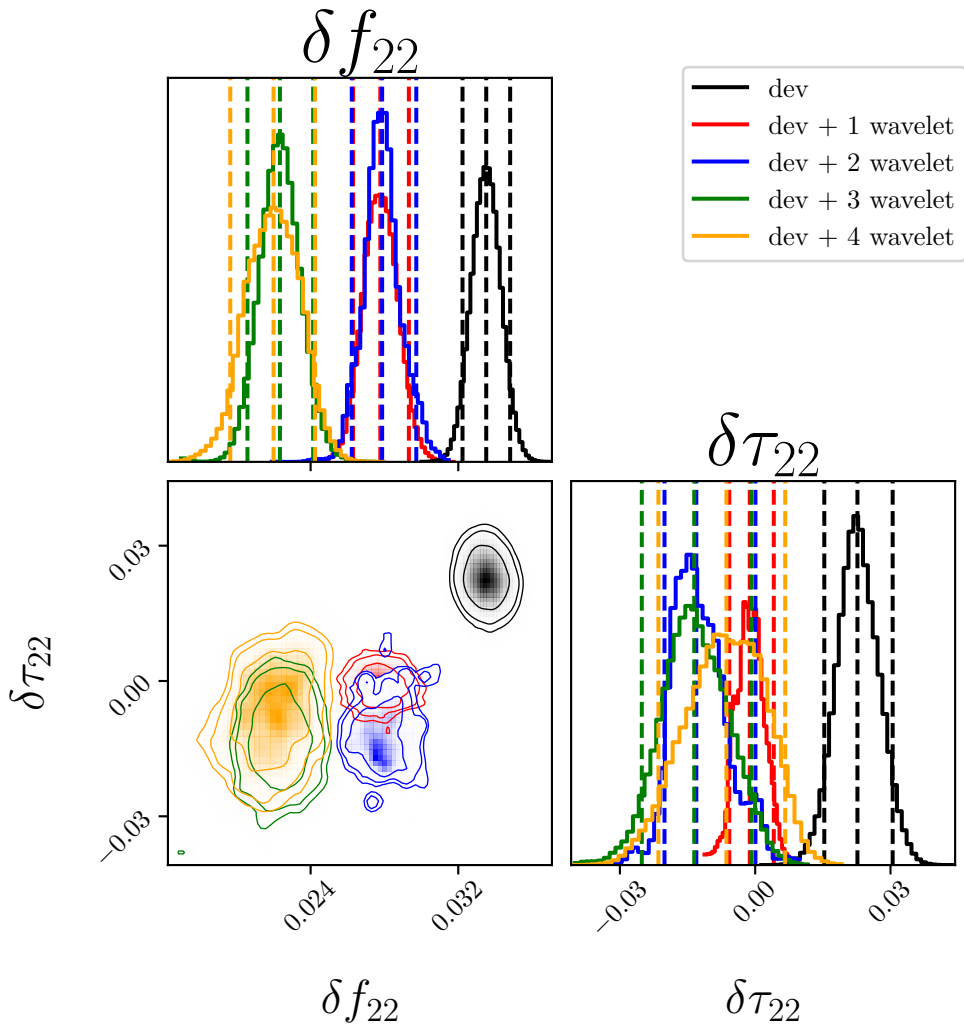 δf₂₂
dev
dev + 1 wavelet
dev + 2 wavelet
dev + 3 wavelet
dev + 4 wavelet
δτ₂₂
0.03
0.00
−0.03
δτ₂₂
0.024
0.032
−0.03
0.00
0.03
δf₂₂
δτ₂₂